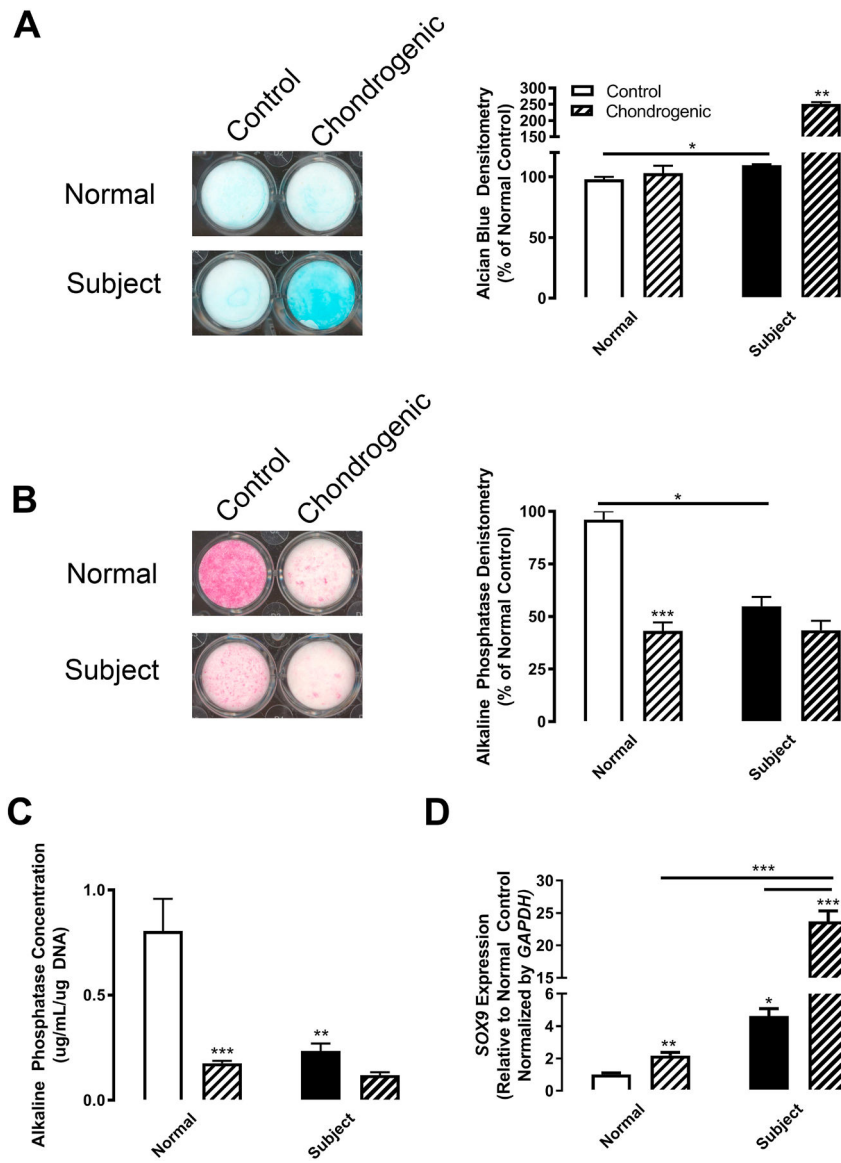 A
Control
Chondrogenic
Normal
Subject
Alcian Blue Densitometry
(% of Normal Control)
300
250
200
150
100
50
0
Control
Chondrogenic
*
**
Normal
Subject
B
Control
Chondrogenic
Normal
Subject
Alkaline Phosphatase Denistometry
(% of Normal Control)
100
75
50
25
0
*
***
Normal
Subject
C
Alkaline Phosphatase Concentration
(ug/mL/ug DNA)
1.0
0.5
0.0
***
**
Normal
Subject
D
SOX9 Expression
(Relative to Normal Control
Normalized by GAPDH)
30
25
20
15
6
4
2
0
***
***
*
**
Normal
Subject